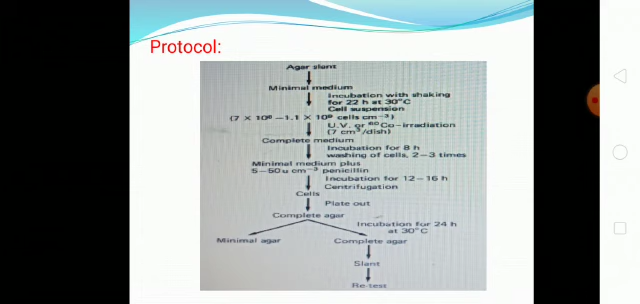 Protocol:
Agar slant
Minimal medium
Incubation with shaking
for 22 h at 30°C
Cell suspension
(7 × 10⁸ –1.1 × 10⁹ cells cm⁻³)
U.V. or ⁶⁰Co-irradiation
(7 cm³/dish)
Complete medium
Incubation for 8 h
washing of cells, 2–3 times
Minimal medium plus
5–50 u cm⁻³ penicillin
Incubation for 12–16 h
Centrifugation
Cells
Plate out
Complete agar
Incubation for 24 h
at 30°C
Minimal agar
Complete agar
Slant
Re-test